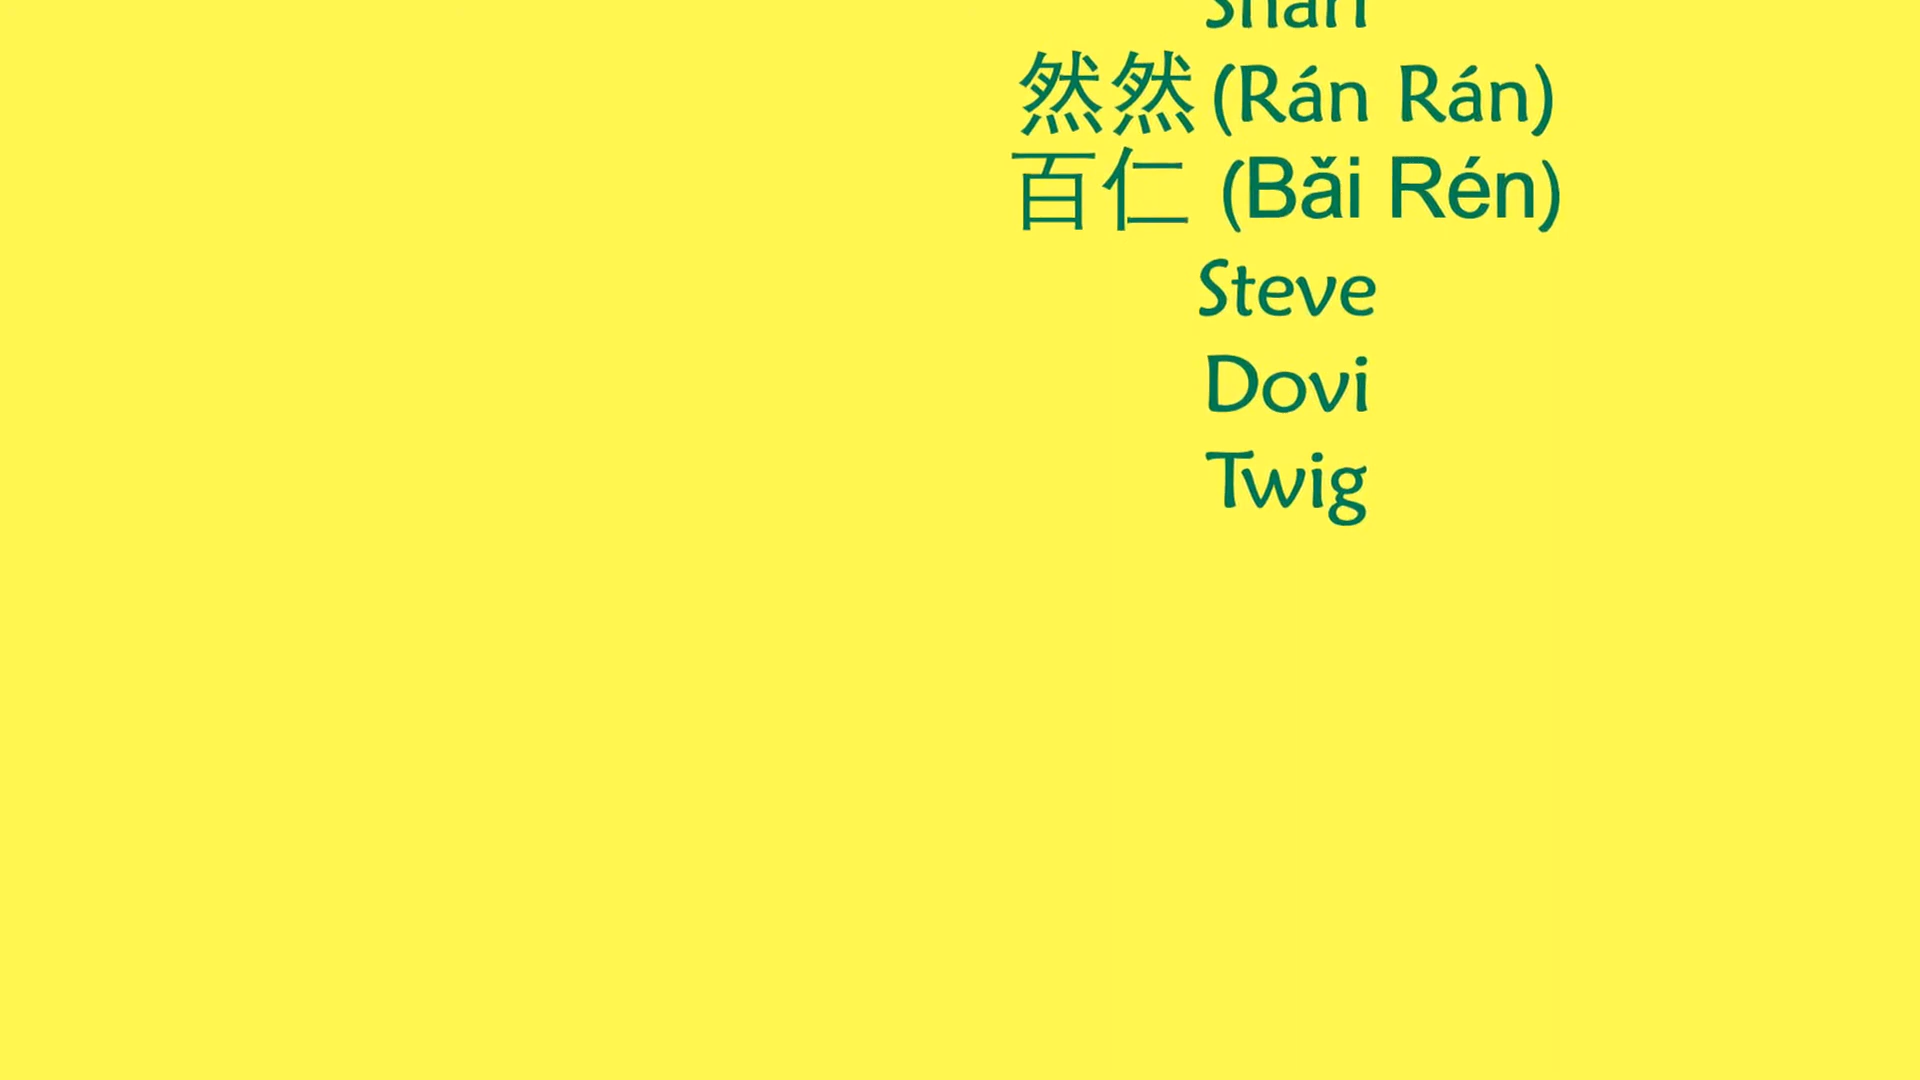 然然 (Rán Rán)
百仁 (Bǎi Rén)
Steve
Dovi
Twig